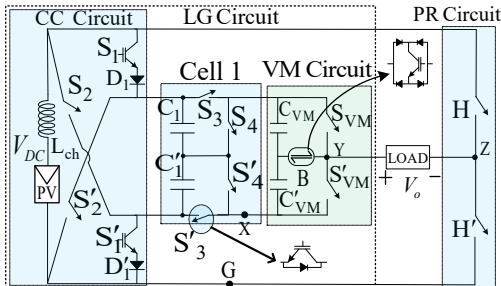 CC Circuit
LG Circuit
PR Circuit
S1
D1
Cell 1
VM Circuit
S2
C1
S3
S4
CVM
SVM
H
VDC
Lch
Y
LOAD
Z
PV
C'1
S'4
B
+ Vo −
S'2
C'VM
S'VM
S'1
S'3
X
H'
D'1
G